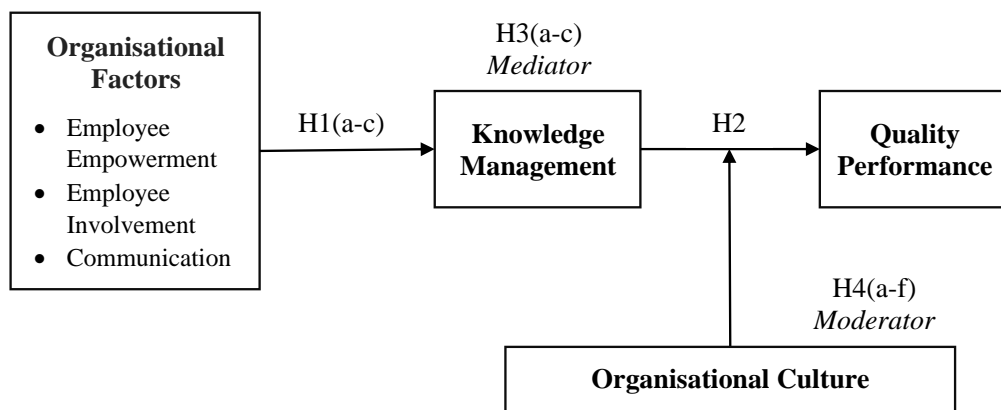 Organisational
Factors
• Employee
Empowerment
• Employee
Involvement
• Communication
H1(a-c)
H3(a-c)
Mediator
Knowledge
Management
H2
Quality
Performance
H4(a-f)
Moderator
Organisational Culture